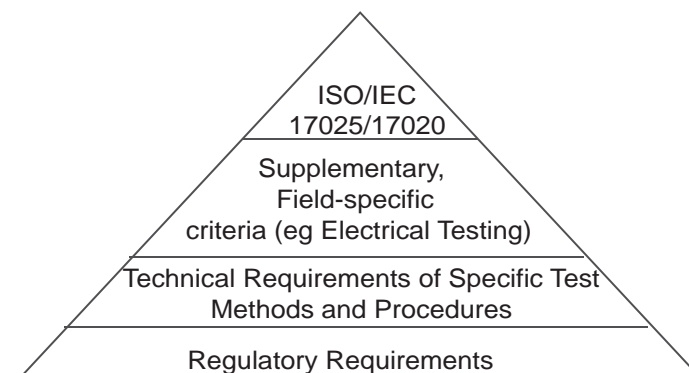 ISO/IEC
17025/17020
Supplementary,
Field-specific
criteria (eg Electrical Testing)
Technical Requirements of Specific Test
Methods and Procedures
Regulatory Requirements